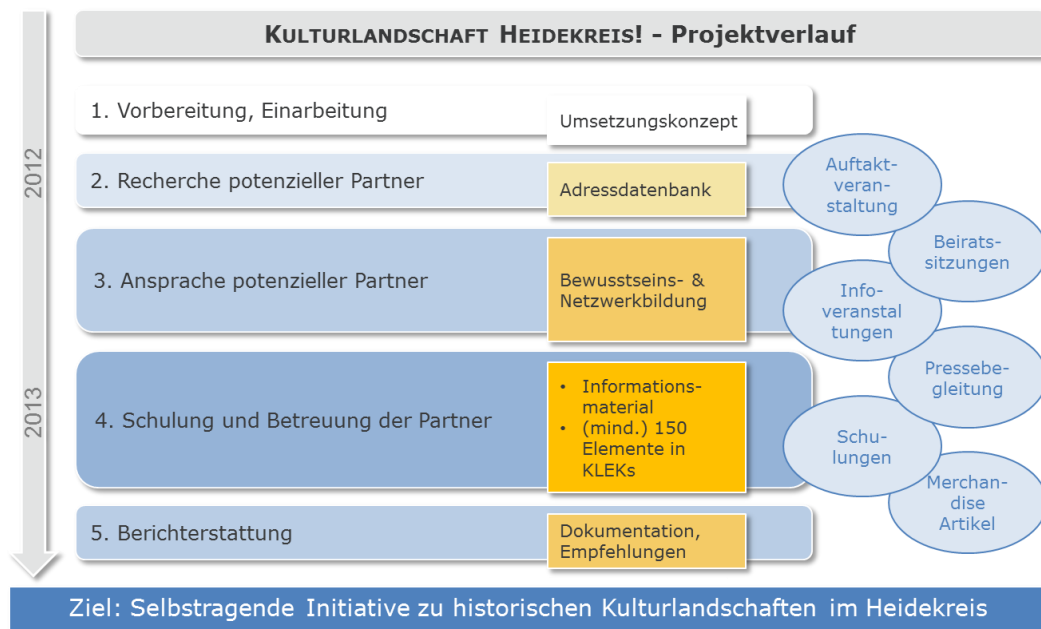 KULTURLANDSCHAFT HEIDEKREIS! - Projektverlauf
2012
2013
1. Vorbereitung, Einarbeitung
Umsetzungskonzept
2. Recherche potenzieller Partner
Adressdatenbank
3. Ansprache potenzieller Partner
Bewusstseins- &
Netzwerkbildung
4. Schulung und Betreuung der Partner
• Informations-
material
• (mind.) 150
Elemente in
KLEKs
5. Berichterstattung
Dokumentation,
Empfehlungen
Auftakt-
veran-
staltung
Beirats-
sitzungen
Info-
veranstal
tungen
Pressebe-
gleitung
Schu-
lungen
Merchan-
dise
Artikel
Ziel: Selbstragende Initiative zu historischen Kulturlandschaften im Heidekreis